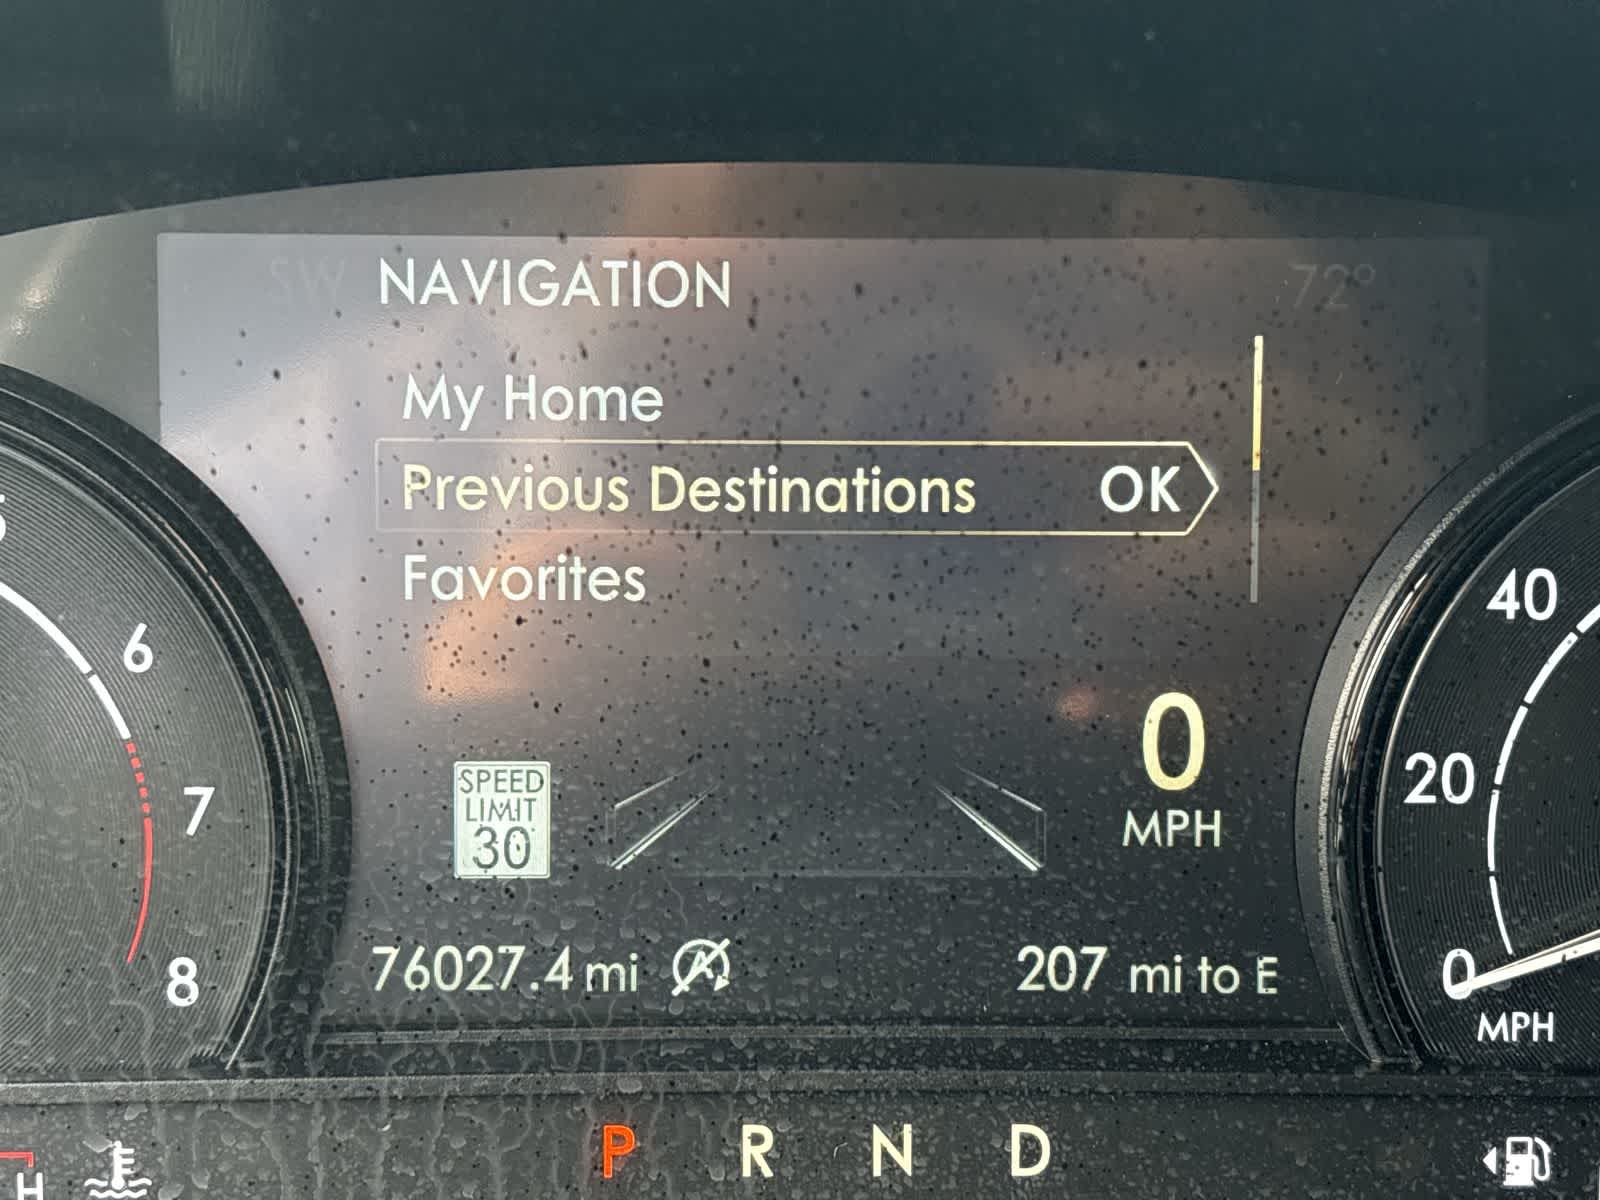 SW NAVIGATION 72°
My Home
Previous Destinations OK
Favorites
6
7
8
SPEED
LIMIT
30
0
MPH
40
20
0
MPH
76027.4 mi A 207 mi to E
P R N D
H